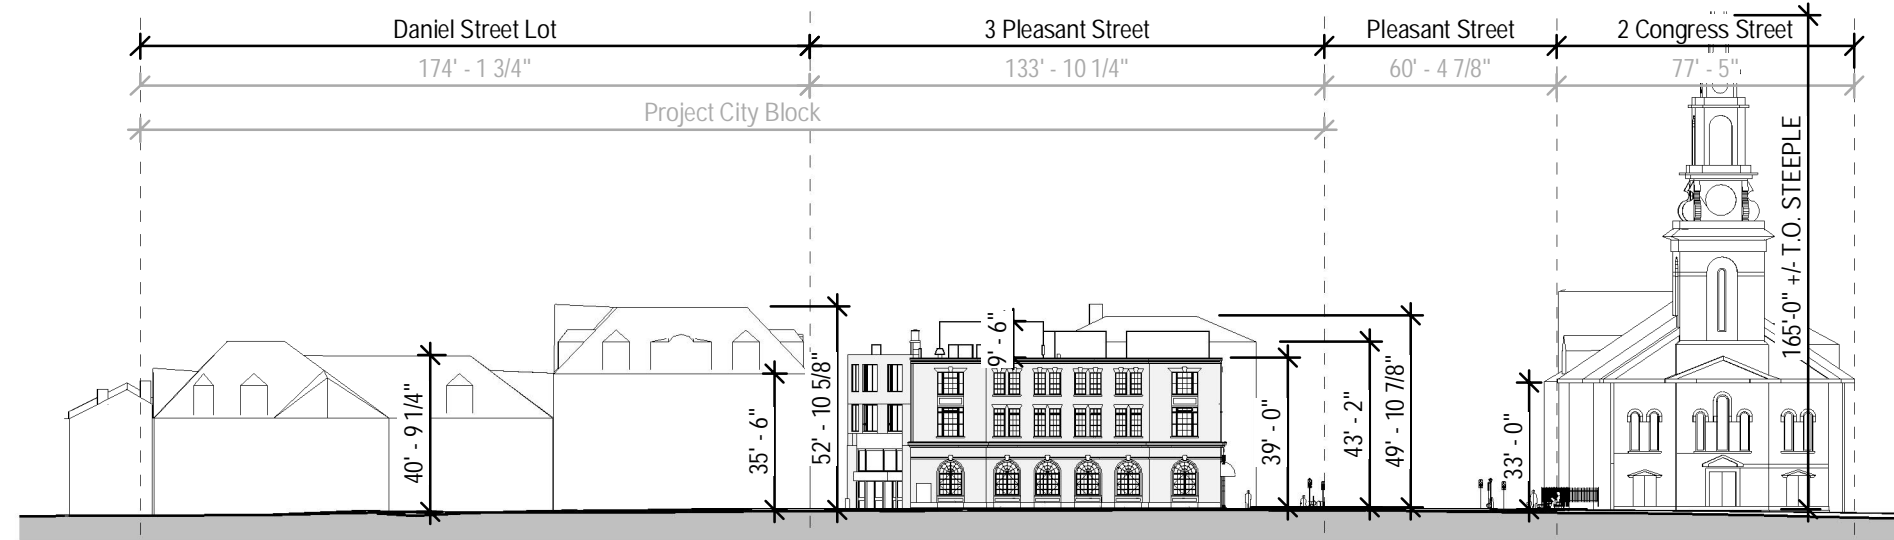 Daniel Street Lot
3 Pleasant Street
Pleasant Street
2 Congress Street
174' - 1 3/4"
133' - 10 1/4"
60' - 4 7/8"
77' - 5"
Project City Block
165'-0" +/- T.O. STEEPLE
40' - 9 1/4"
35' - 6"
52' - 10 5/8"
9' - 6"
39' - 0"
43' - 2"
49' - 10 7/8"
33' - 0"